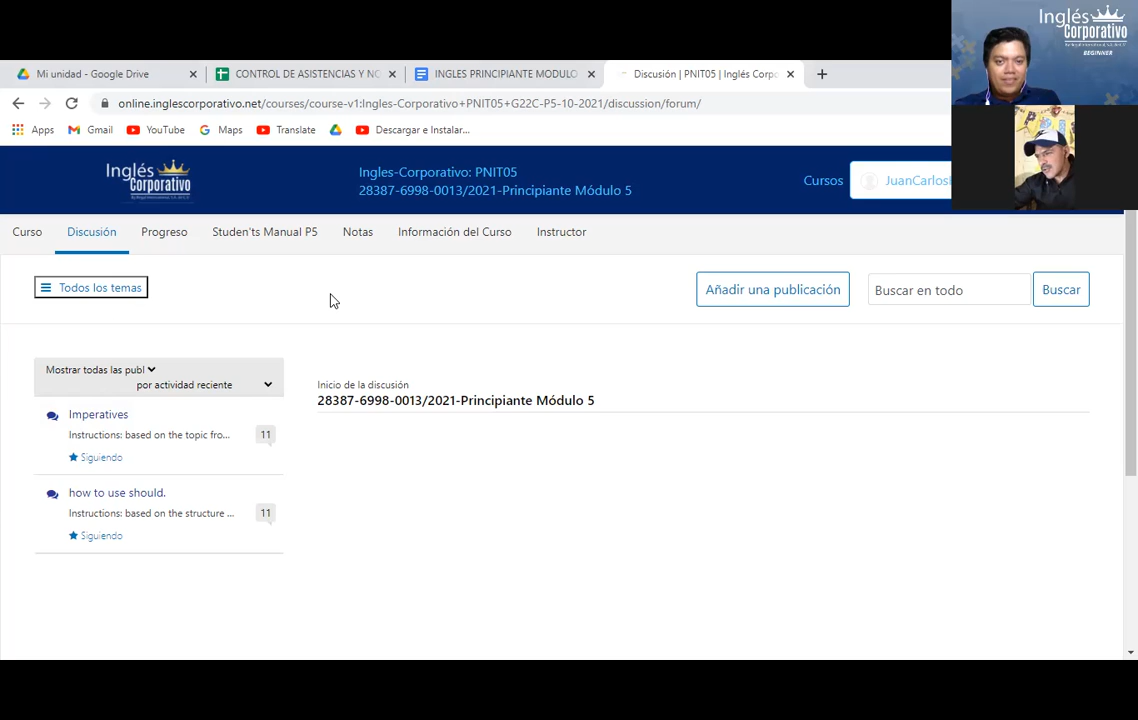 Mi unidad - Google Drive
CONTROL DE ASISTENCIAS Y NO
INGLES PRINCIPIANTE MODULO
Discusión | PNIT05 | Inglés Corpo
online.inglescorporativo.net/courses/course-v1:Ingles-Corporativo+PNIT05+G22C-P5-10-2021/discussion/forum/
Apps
Gmail
YouTube
Maps
Translate
Descargar e Instalar...
Inglés
Corporativo
BEGINNER
Inglés
Corporativo
Ingles-Corporativo: PNIT05
28387-6998-0013/2021-Principiante Módulo 5
Cursos
JuanCarlosI
Curso
Discusión
Progreso
Studen'ts Manual P5
Notas
Información del Curso
Instructor
Todos los temas
Añadir una publicación
Buscar en todo
Buscar
Mostrar todas las publ
por actividad reciente
Imperatives
Instructions: based on the topic fro...
11
Siguiendo
how to use should.
Instructions: based on the structure ...
11
Siguiendo
Inicio de la discusión
28387-6998-0013/2021-Principiante Módulo 5